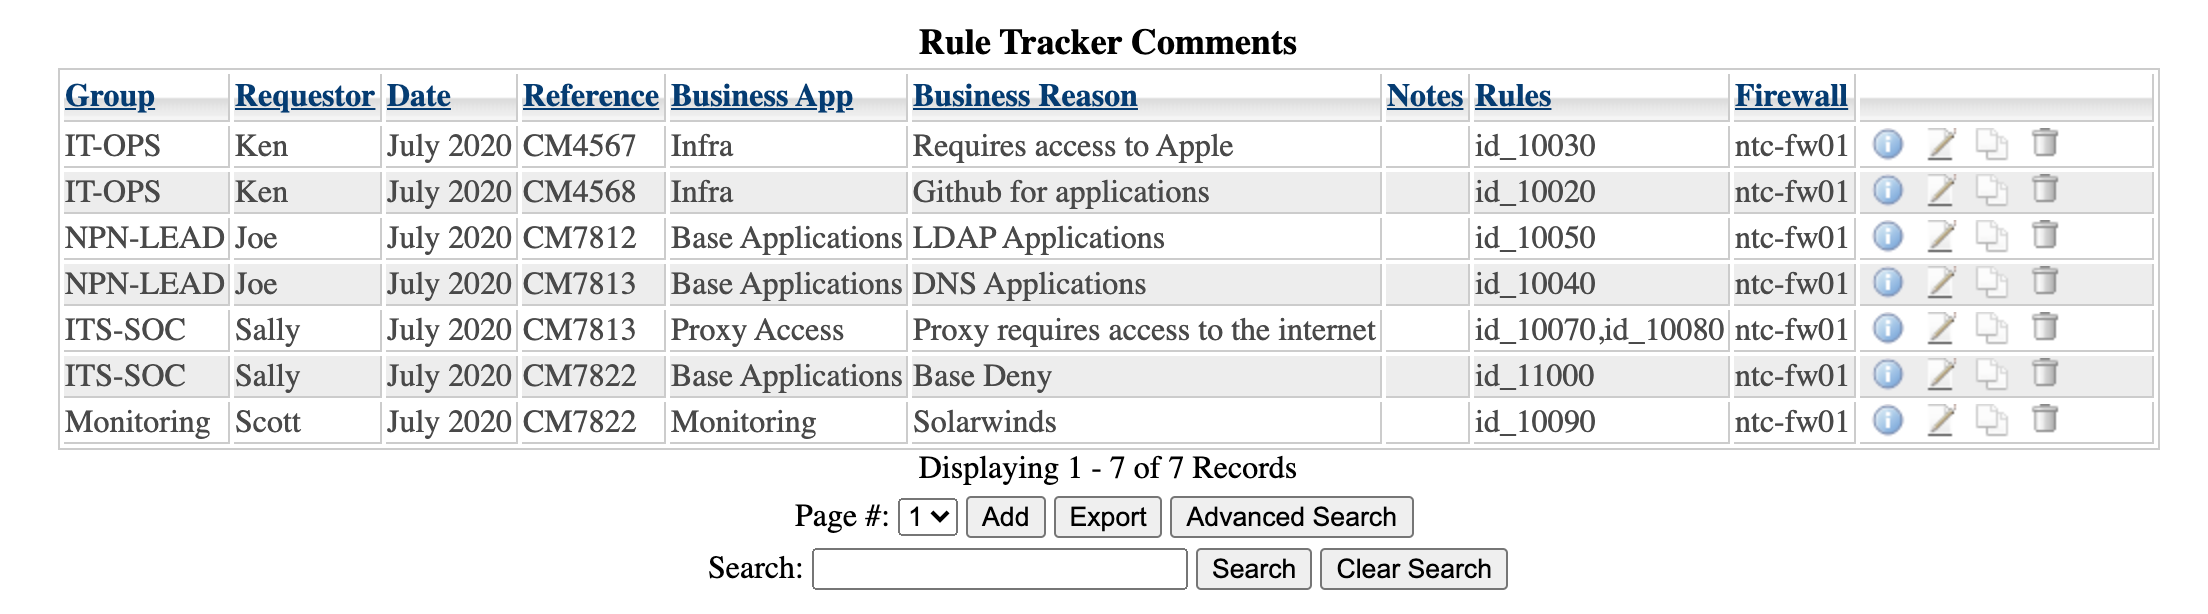 Rule Tracker Comments
Group Requestor Date Reference Business App Business Reason Notes Rules Firewall
IT-OPS Ken July 2020 CM4567 Infra Requires access to Apple id_10030 ntc-fw01
IT-OPS Ken July 2020 CM4568 Infra Github for applications id_10020 ntc-fw01
NPN-LEAD Joe July 2020 CM7812 Base Applications LDAP Applications id_10050 ntc-fw01
NPN-LEAD Joe July 2020 CM7813 Base Applications DNS Applications id_10040 ntc-fw01
ITS-SOC Sally July 2020 CM7813 Proxy Access Proxy requires access to the internet id_10070,id_10080 ntc-fw01
ITS-SOC Sally July 2020 CM7822 Base Applications Base Deny id_11000 ntc-fw01
Monitoring Scott July 2020 CM7822 Monitoring Solarwinds id_10090 ntc-fw01
Displaying 1 - 7 of 7 Records
Page #: 1 Add Export Advanced Search
Search: Search Clear Search